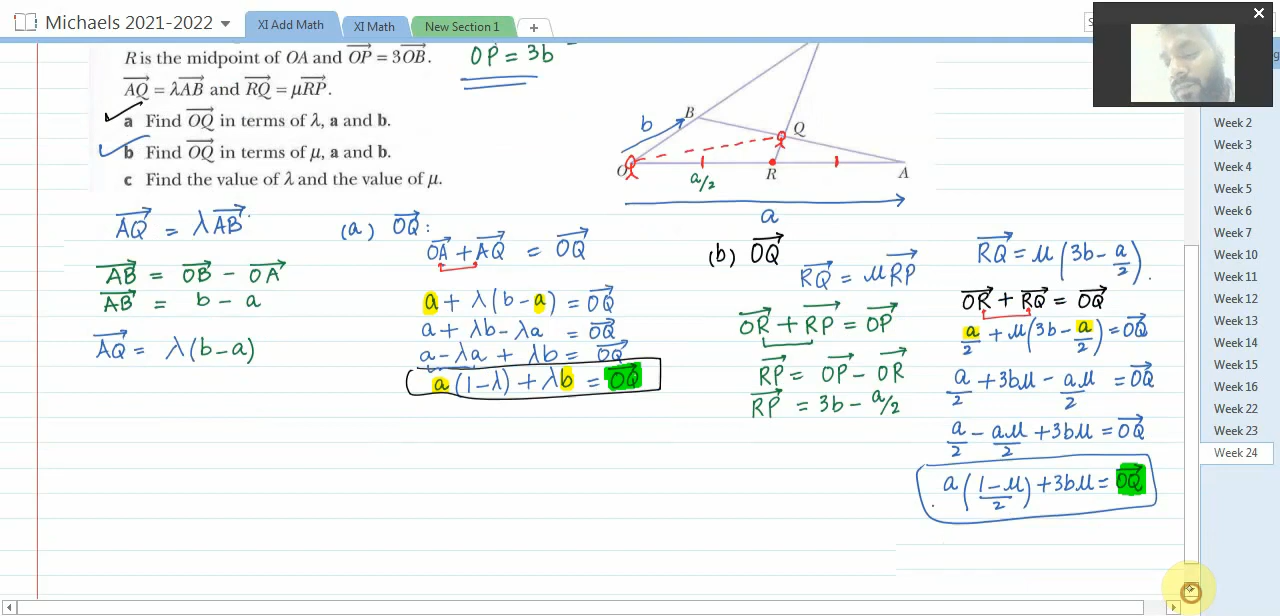 Michaels 2021-2022
XI Add Math
XI Math
New Section 1
+
R is the midpoint of OA and OP = 3OB.
AQ = λAB and RQ = μRP.
a Find OQ in terms of λ, a and b.
b Find OQ in terms of μ, a and b.
c Find the value of λ and the value of μ.
OP = 3b
b
B
Q
O
a/2
R
A
a
AQ = λAB
AB = OB - OA
AB = b - a
AQ = λ(b-a)
(a) OQ:
OA + AQ = OQ
a + λ(b-a) = OQ
a + λb - λa = OQ
a - λa + λb = OQ
a(1-λ) + λb = OQ
(b) OQ
RQ = μRP
OR + RP = OP
RP = OP - OR
RP = 3b - a/2
RQ = μ(3b - a/2).
OR + RQ = OQ
a/2 + μ(3b - a/2) = OQ
a/2 + 3bμ - aμ/2 = OQ
a/2 - aμ/2 + 3bμ = OQ
a(1-μ/2) + 3bμ = OQ
Week 2
Week 3
Week 4
Week 5
Week 6
Week 7
Week 10
Week 11
Week 12
Week 13
Week 14
Week 15
Week 16
Week 22
Week 23
Week 24